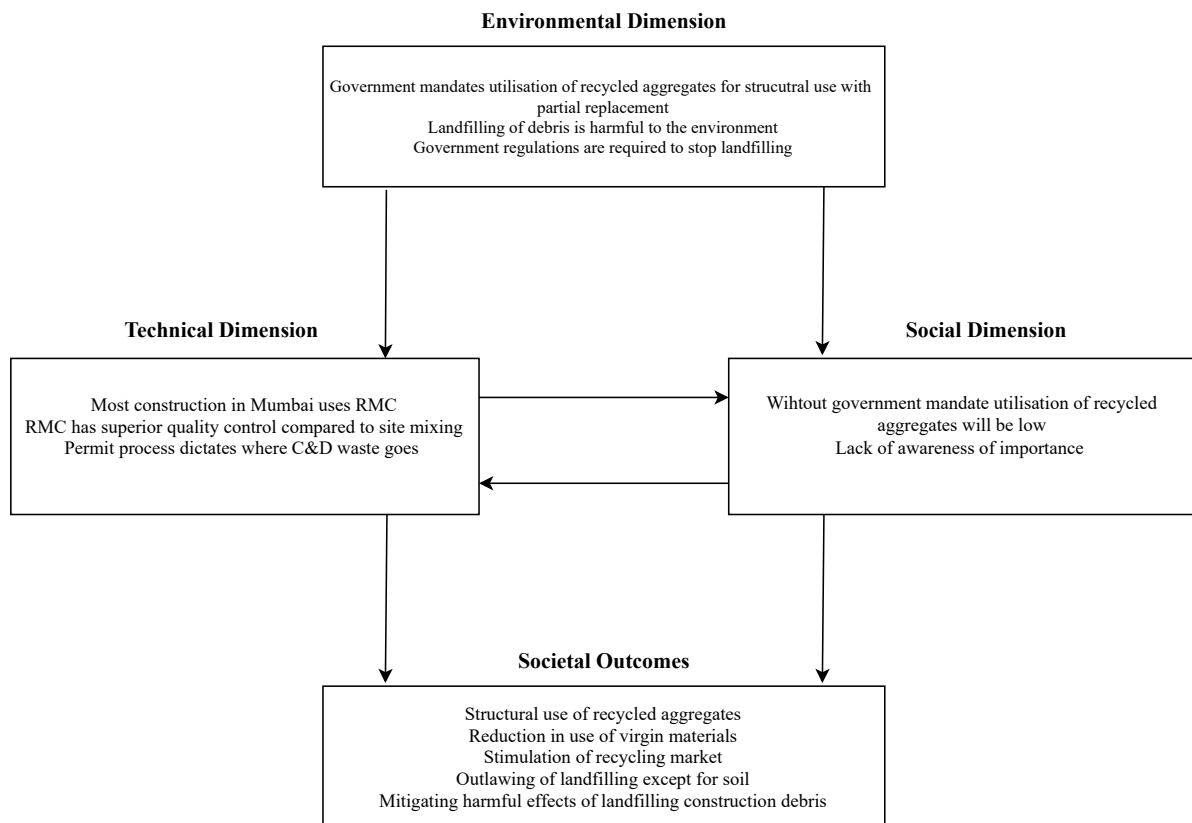 Environmental Dimension
Government mandates utilisation of recycled aggregates for strucutral use with
partial replacement
Landfilling of debris is harmful to the environment
Government regulations are required to stop landfilling
Technical Dimension
Most construction in Mumbai uses RMC
RMC has superior quality control compared to site mixing
Permit process dictates where C&D waste goes
Social Dimension
Wihtout government mandate utilisation of recycled
aggregates will be low
Lack of awareness of importance
Societal Outcomes
Structural use of recycled aggregates
Reduction in use of virgin materials
Stimulation of recycling market
Outlawing of landfilling except for soil
Mitigating harmful effects of landfilling construction debris